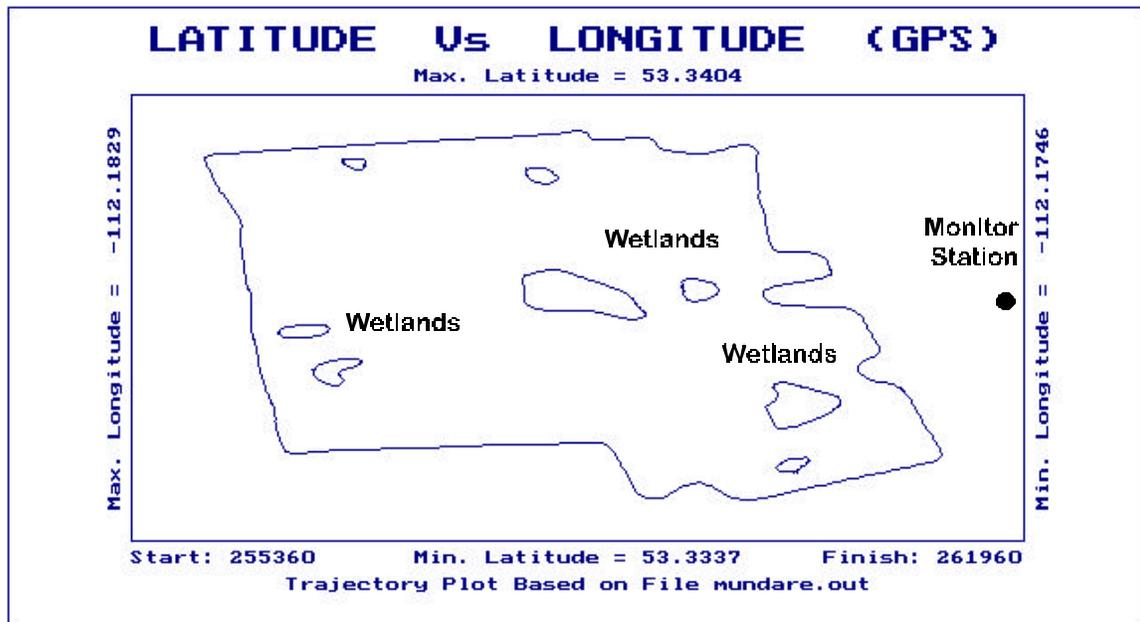 LATITUDE Vs LONGITUDE (GPS)
Max. Latitude = 53.3404
Max. Longitude = -112.1829
Min. Longitude = -112.1746
Monitor
Station
Wetlands
Wetlands
Wetlands
Start: 255360 Min. Latitude = 53.3337 Finish: 261960
Trajectory Plot Based on File mundare.out